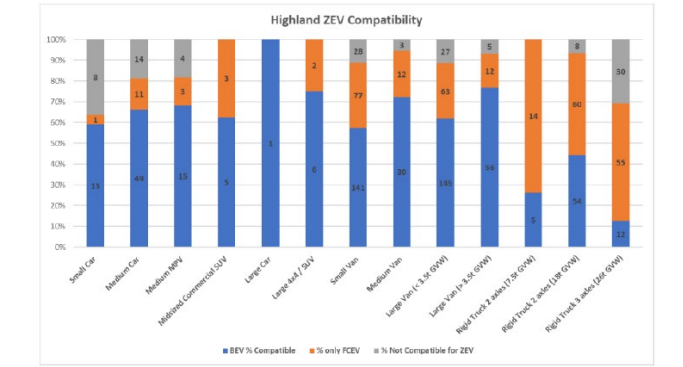 Highland ZEV Compatibility
100%
90%
80%
70%
60%
50%
40%
30%
20%
10%
0%
8
1
13
14
11
49
4
3
15
3
5
1
2
6
28
77
141
3
12
39
27
63
145
5
12
56
14
5
8
60
54
30
55
12
Small Car
Medium Car
Medium MPV
Midsized Commercial SUV
Large Car
Large 4x4 / SUV
Small Van
Medium Van
Large Van (< 3.5t GVW)
Large Van (> 3.5t GVW)
Rigid Truck 2 axles (7.5t GVW)
Rigid Truck 2 axles (18t GVW)
Rigid Truck 3 axles (26t GVW)
BEV % Compatible
% only FCEV
% Not Compatible for ZEV